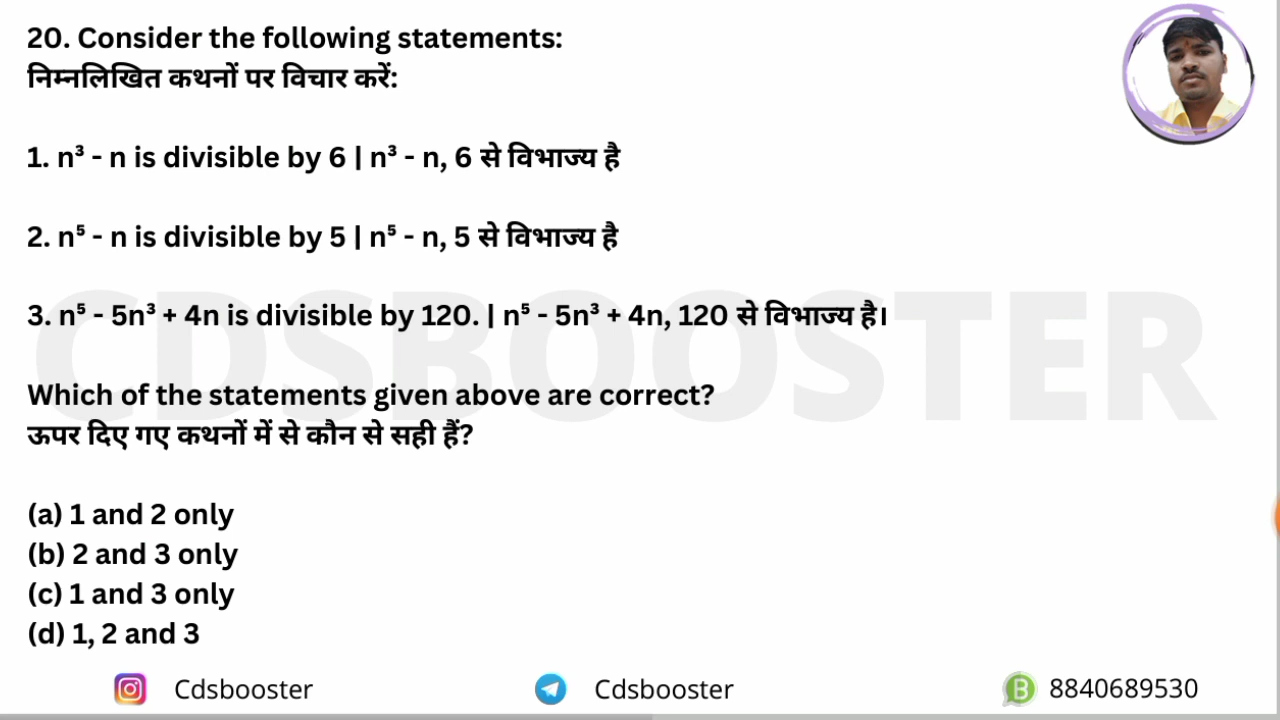 20. Consider the following statements:
निम्नलिखित कथनों पर विचार करें:
1. n³ - n is divisible by 6 | n³ - n, 6 से विभाज्य है
2. n⁵ - n is divisible by 5 | n⁵ - n, 5 से विभाज्य है
CDSBOOSTER
3. n⁵ - 5n³ + 4n is divisible by 120. | n⁵ - 5n³ + 4n, 120 से विभाज्य है।
Which of the statements given above are correct?
ऊपर दिए गए कथनों में से कौन से सही हैं?
(a) 1 and 2 only
(b) 2 and 3 only
(c) 1 and 3 only
(d) 1, 2 and 3
Cdsbooster Cdsbooster B 8840689530